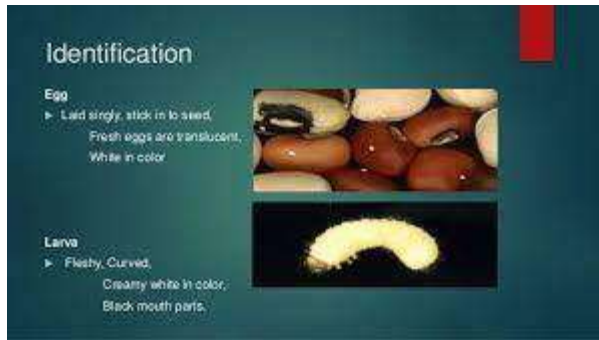 Identification
Egg
Laid singly, stick in to seed,
Fresh eggs are translucent,
White in color
Larva
Fleshy, Curved,
Creamy white in color,
Black mouth parts.